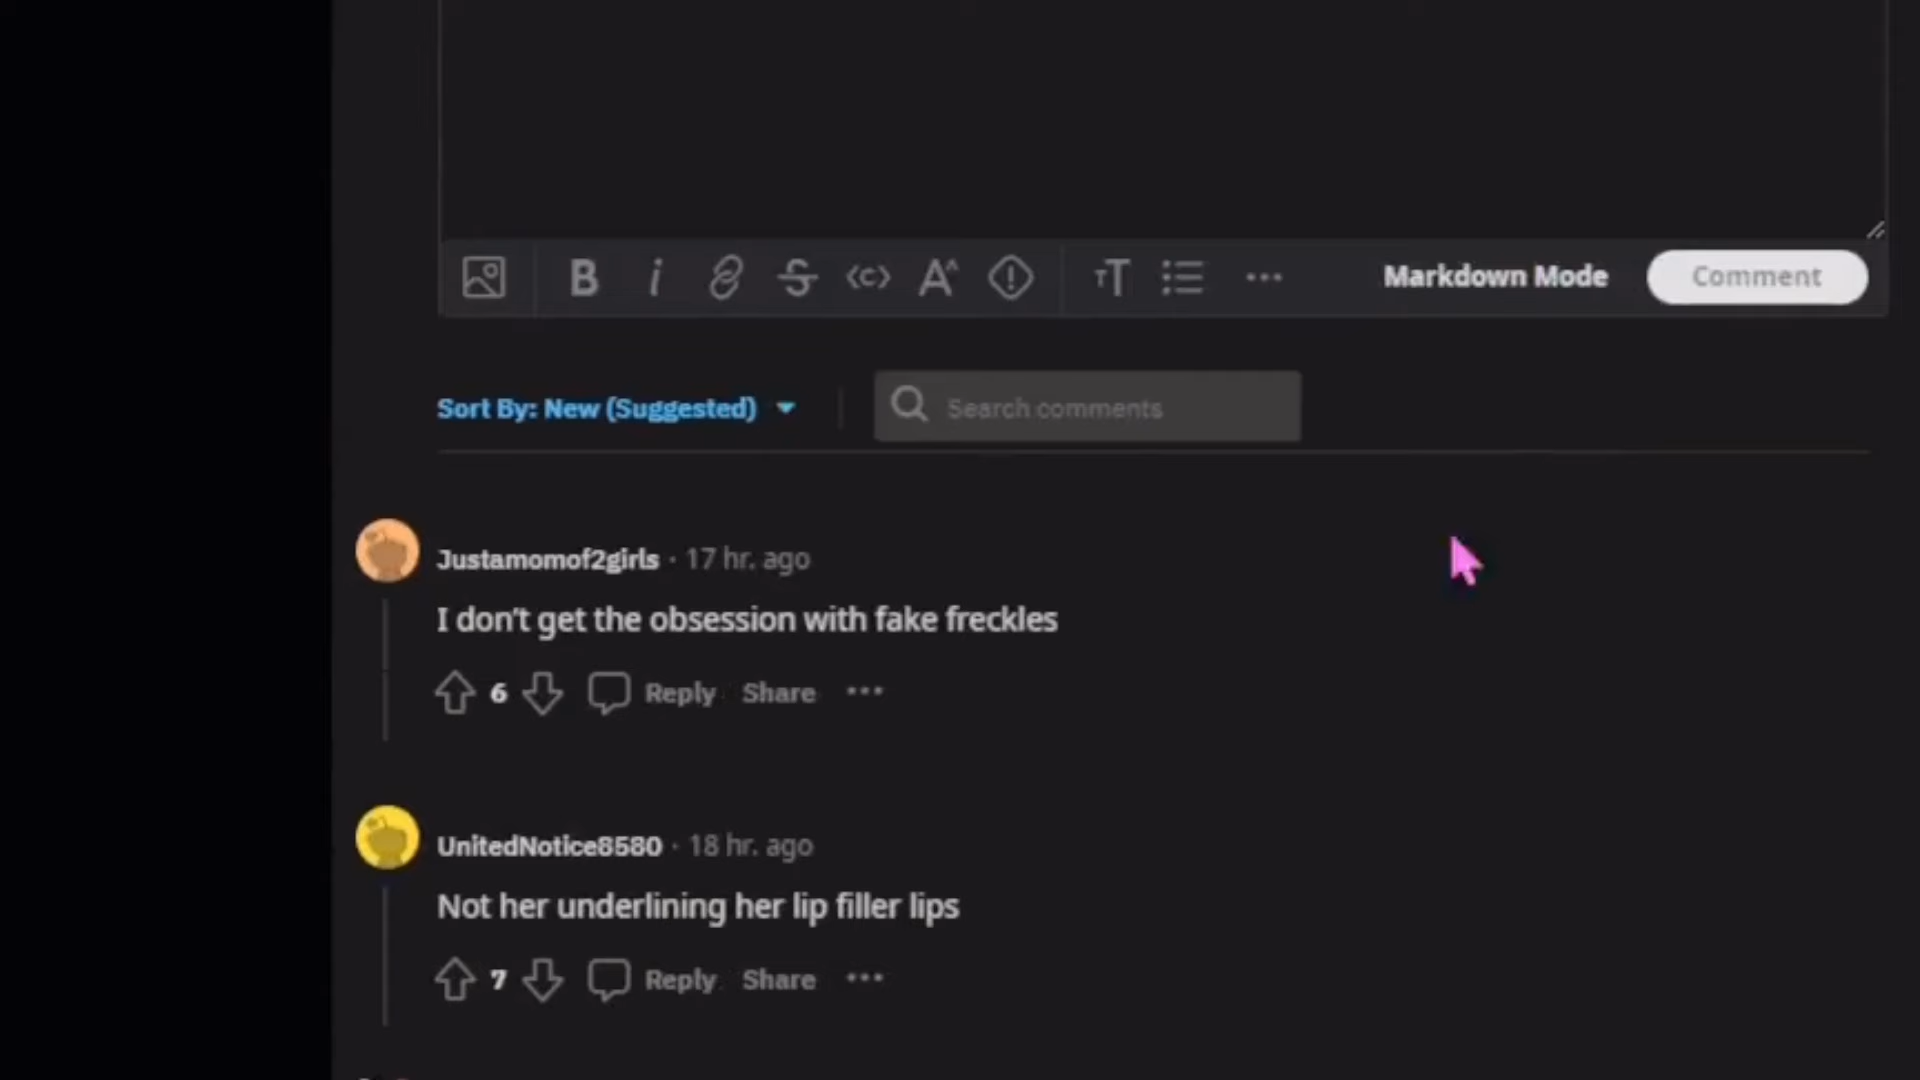 B i S <c> A^ ! TT ... Markdown Mode Comment
Sort By: New (Suggested) Search comments
Justamomof2girls · 17 hr. ago
I don't get the obsession with fake freckles
6 Reply Share ...
UnitedNotice8580 · 18 hr. ago
Not her underlining her lip filler lips
7 Reply Share ...